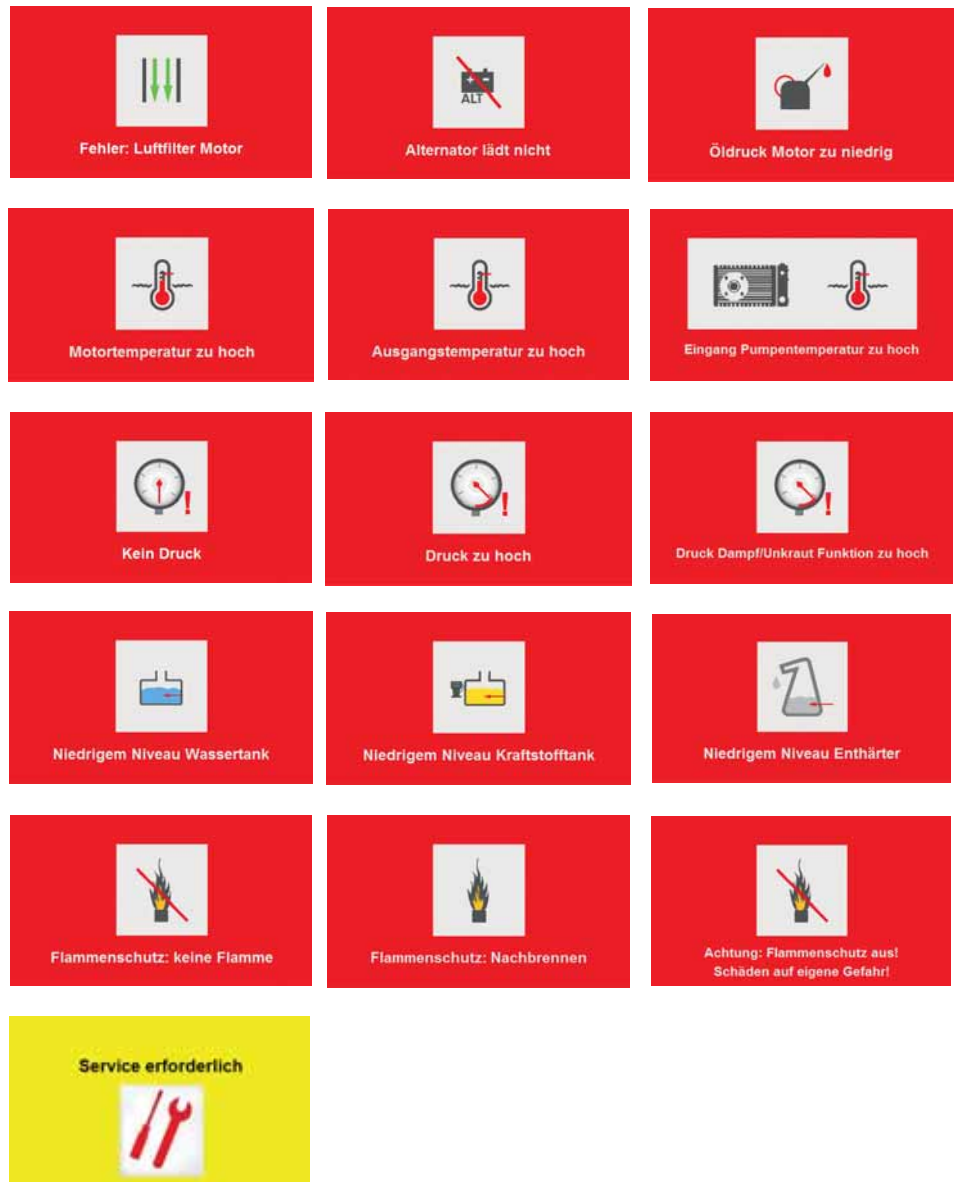 Fehler: Luftfilter Motor
ALT
Alternator lädt nicht
Öldruck Motor zu niedrig
Motortemperatur zu hoch
Ausgangstemperatur zu hoch
Eingang Pumpentemperatur zu hoch
!
Kein Druck
!
Druck zu hoch
!
Druck Dampf/Unkraut Funktion zu hoch
Niedrigem Niveau Wassertank
Niedrigem Niveau Kraftstofftank
Niedrigem Niveau Enthärter
Flammenschutz: keine Flamme
Flammenschutz: Nachbrennen
Achtung: Flammenschutz aus!
Schäden auf eigene Gefahr!
Service erforderlich